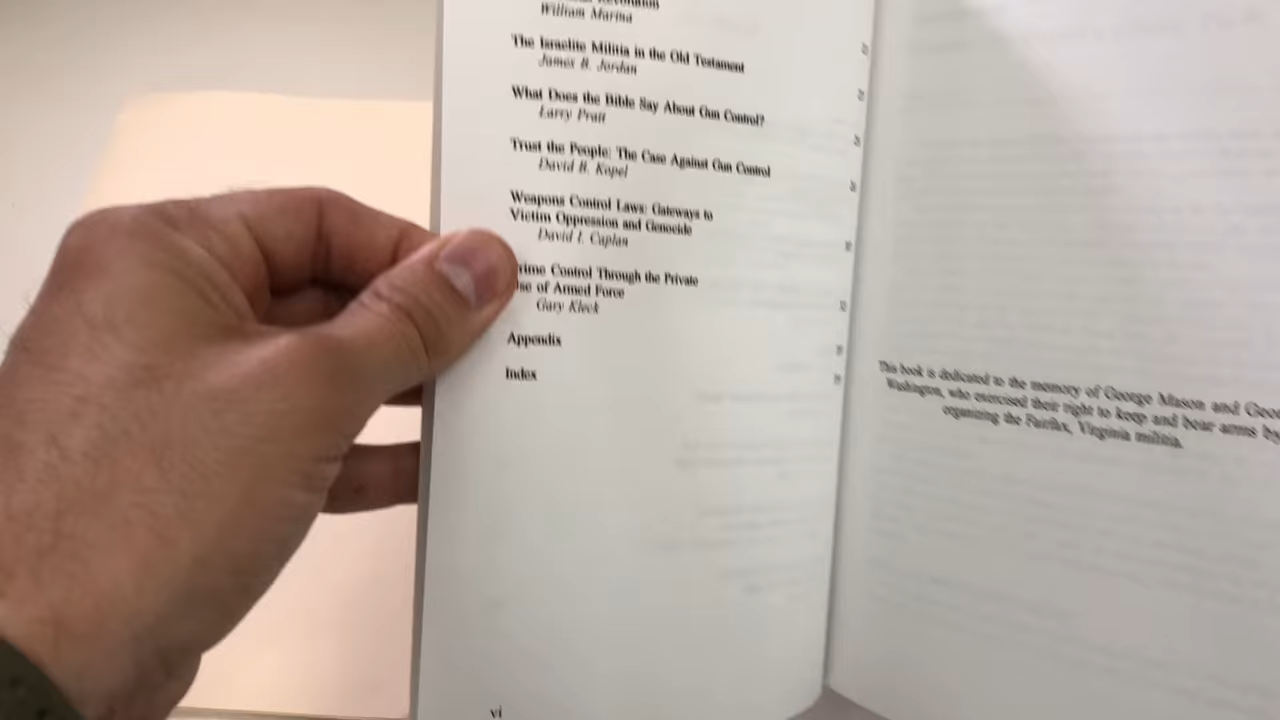 Revolution
William Marina
The Israelite Militia in the Old Testament
James B. Jordan
What Does the Bible Say About Gun Control?
Larry Pratt
Trust the People: The Case Against Gun Control
David B. Kopel
Weapons Control Laws: Gateways to
Victim Oppression and Genocide
David I. Caplan
rime Control Through the Private
se of Armed Force
Gary Kleck
Appendix
Index
vi
This book is dedicated to the memory of George Mason and Geor
Washington, who exercised their right to keep and bear arms by
organizing the Fairfax, Virginia militia.